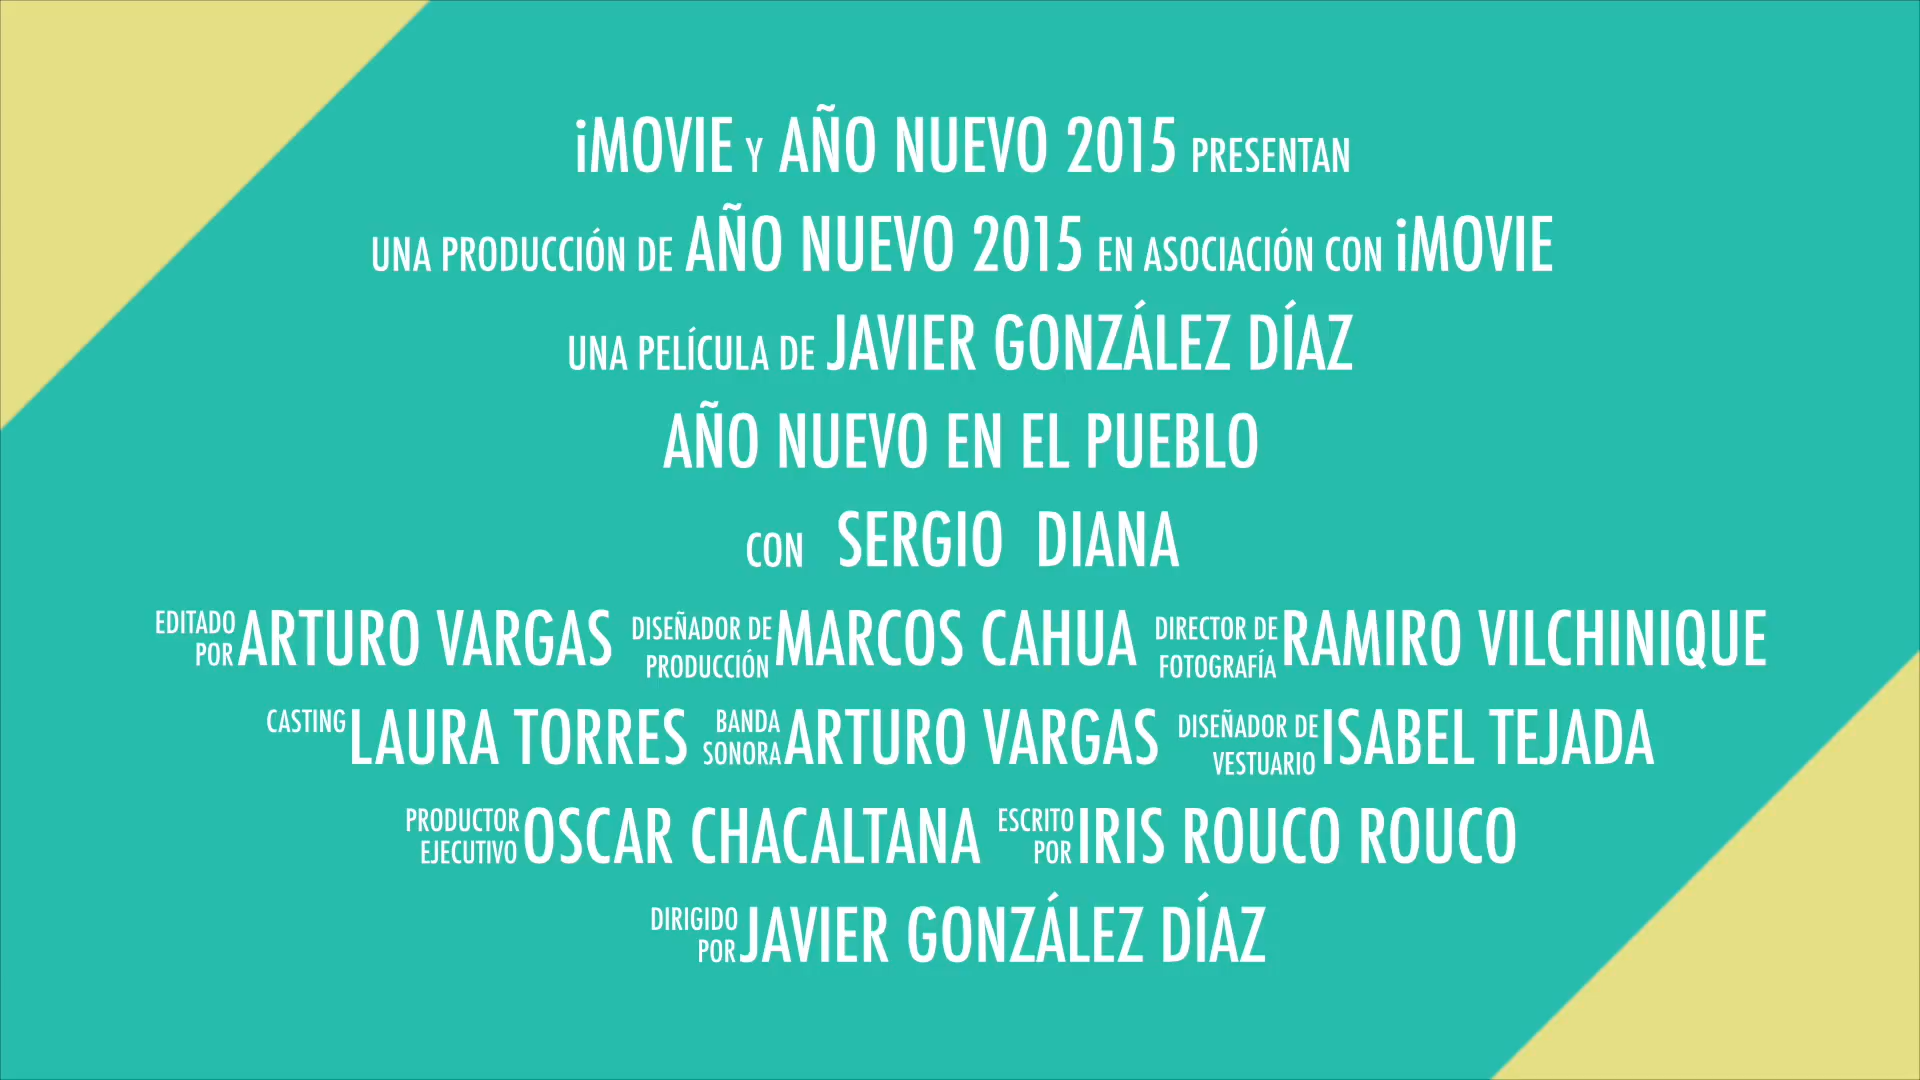 iMOVIE Y AÑO NUEVO 2015 PRESENTAN
UNA PRODUCCIÓN DE AÑO NUEVO 2015 EN ASOCIACIÓN CON iMOVIE
UNA PELÍCULA DE JAVIER GONZÁLEZ DÍAZ
AÑO NUEVO EN EL PUEBLO
CON SERGIO DIANA
EDITADO POR ARTURO VARGAS DISEÑADOR DE PRODUCCIÓN MARCOS CAHUA DIRECTOR DE FOTOGRAFÍA RAMIRO VILCHINIQUE
CASTING LAURA TORRES BANDA SONORA ARTURO VARGAS DISEÑADOR DE VESTUARIO ISABEL TEJADA
PRODUCTOR EJECUTIVO OSCAR CHACALTANA ESCRITO POR IRIS ROUCO ROUCO
DIRIGIDO POR JAVIER GONZÁLEZ DÍAZ